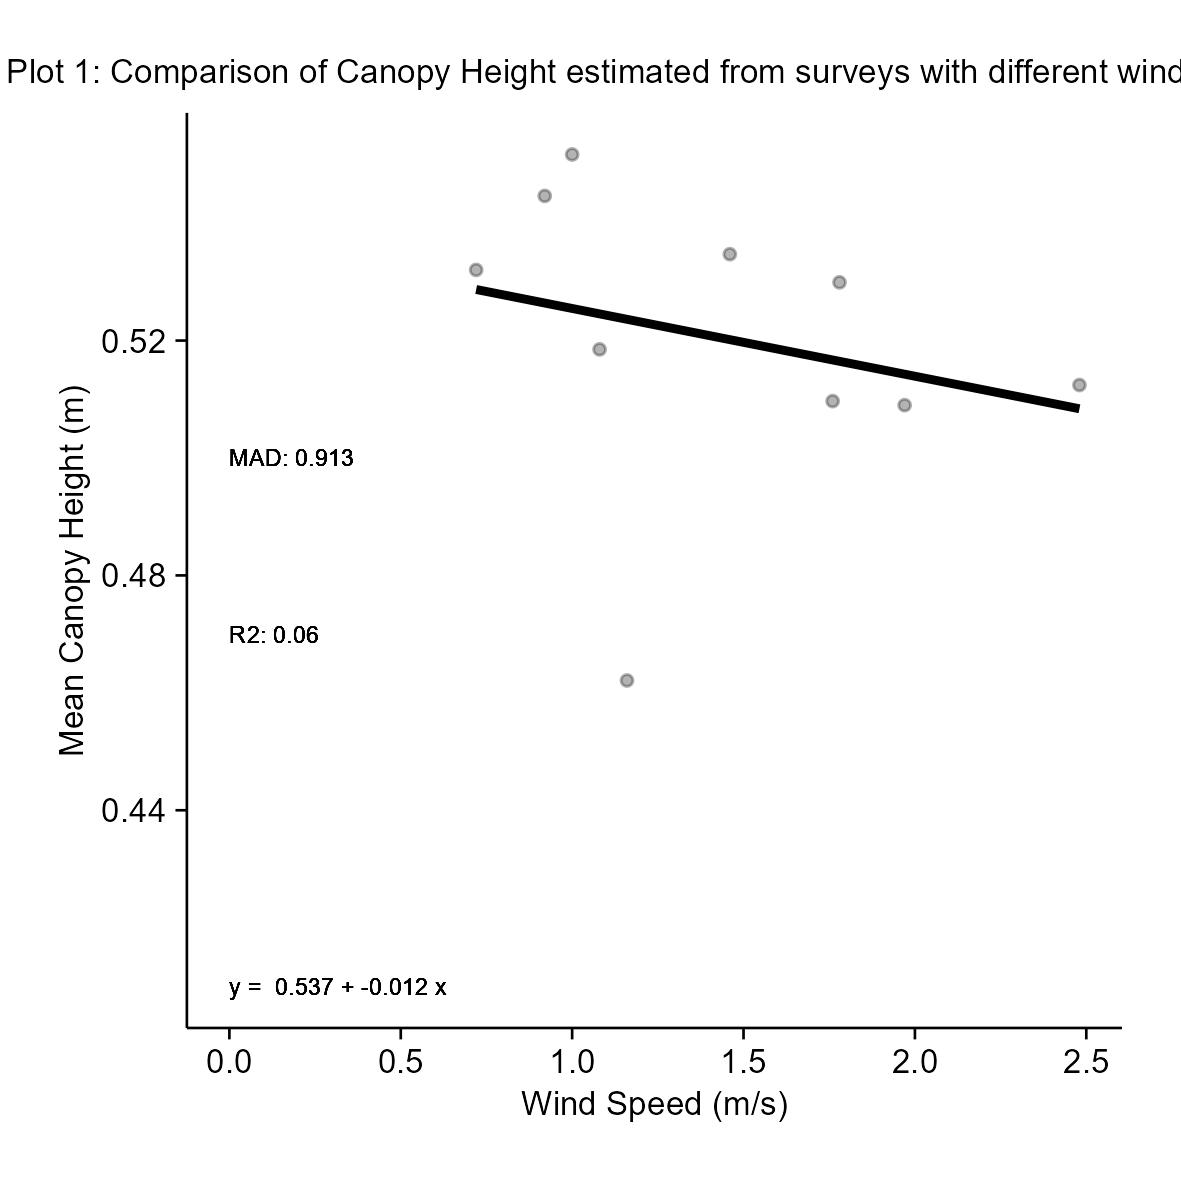 Plot 1: Comparison of Canopy Height estimated from surveys with different wind
0.52
MAD: 0.913
0.48
R2: 0.06
0.44
y =  0.537 + -0.012 x
Mean Canopy Height (m)
0.0 0.5 1.0 1.5 2.0 2.5
Wind Speed (m/s)